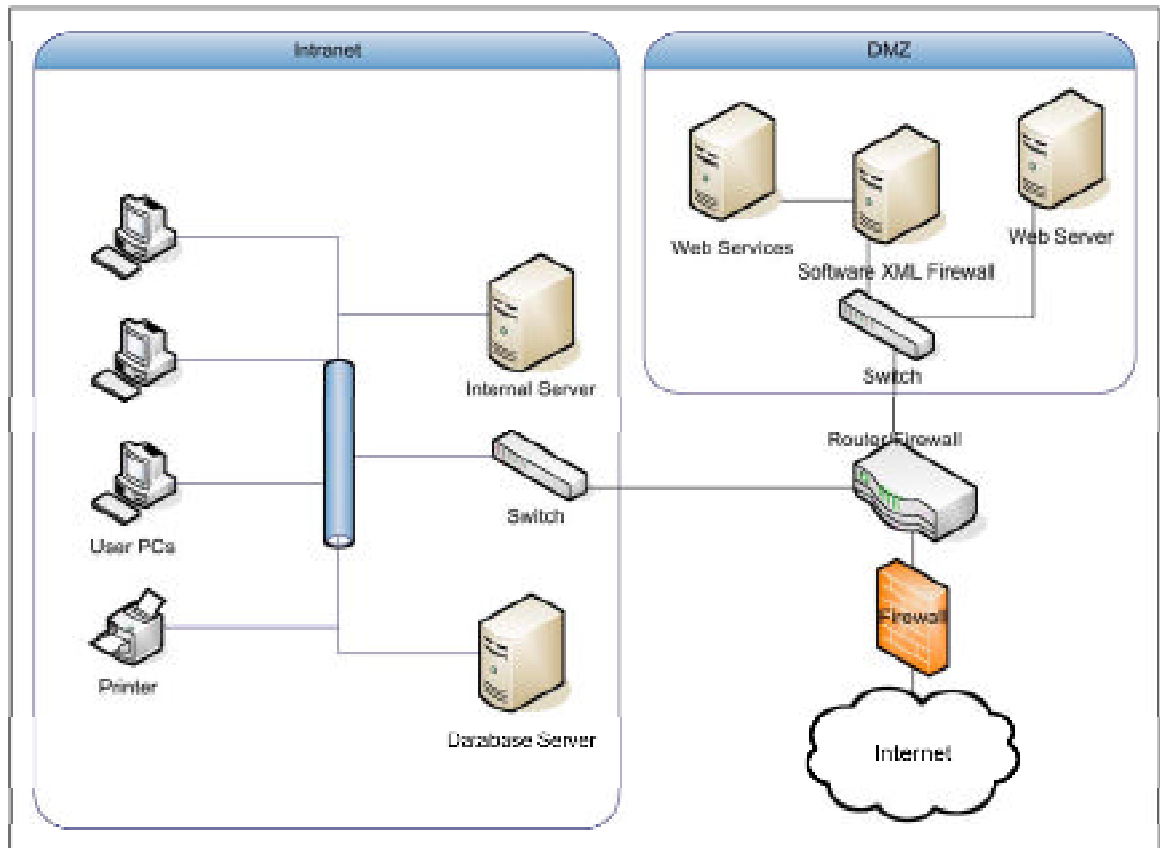 Intranet
DMZ
Web Services
Software XML Firewall
Web Server
Switch
Internal Server
Router/Firewall
Switch
User PCs
Firewall
Printer
Database Server
Internet